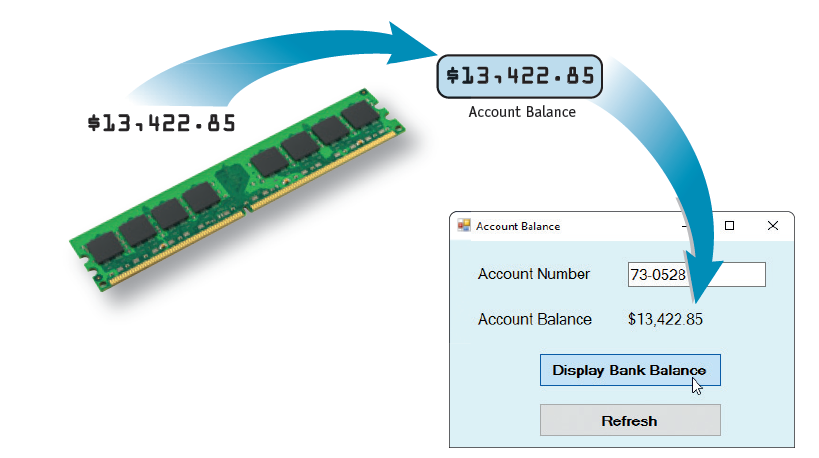 $13,422.85
$13,422.85
Account Balance
Account Balance
Account Number 73-0528
Account Balance $13,422.85
Display Bank Balance
Refresh